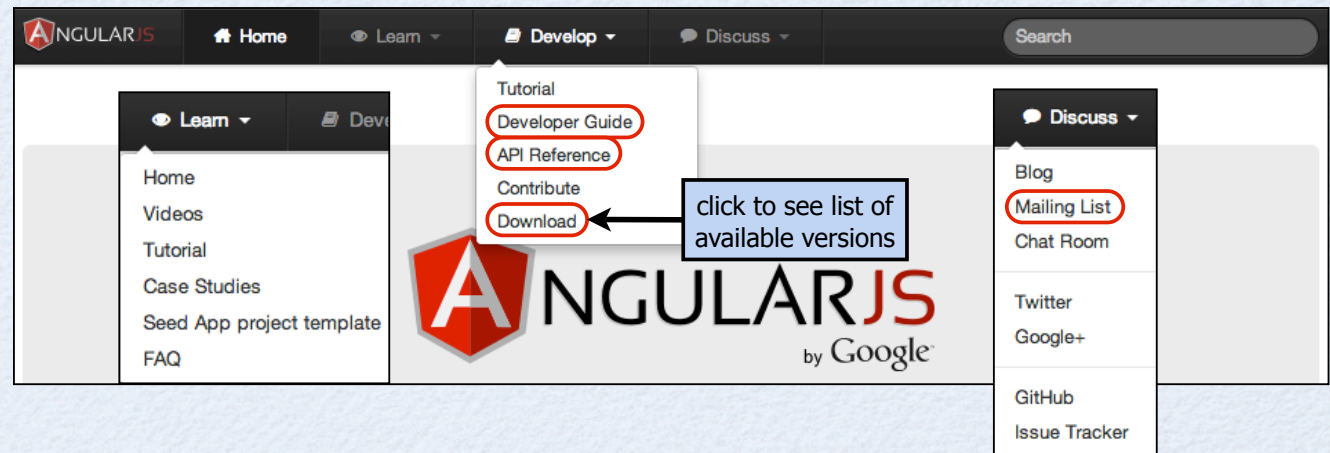 ANGULARJS Home Learn Develop Discuss Search
Tutorial
Developer Guide
API Reference
Contribute
Download
click to see list of
available versions
Learn Deve
Home
Videos
Tutorial
Case Studies
Seed App project template
FAQ
ANGULARJS
by Google
Discuss
Blog
Mailing List
Chat Room
Twitter
Google+
GitHub
Issue Tracker